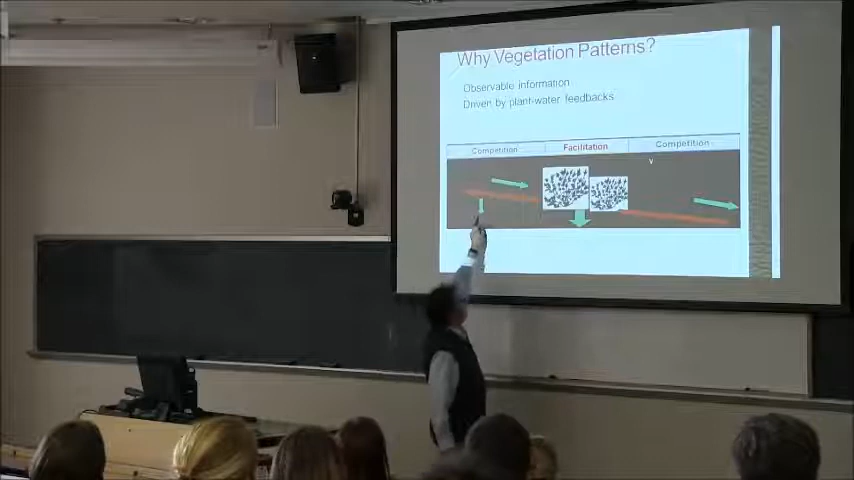 Why Vegetation Patterns?
Observable information
Driven by plant-water feedbacks
Competition Facilitation Competition